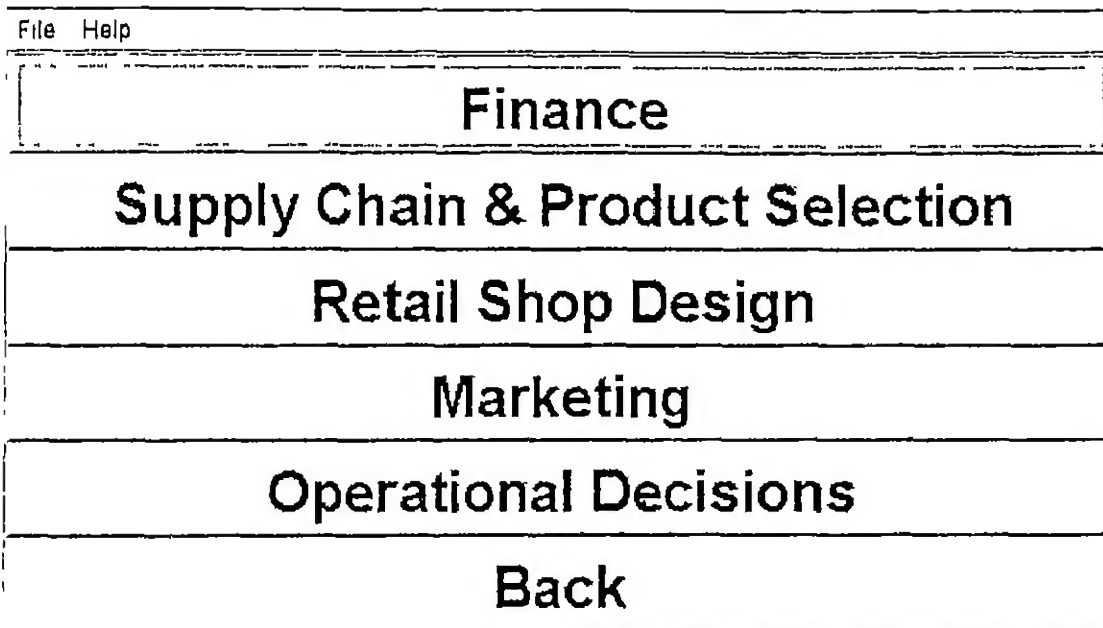 File Help
Finance
Supply Chain & Product Selection
Retail Shop Design
Marketing
Operational Decisions
Back